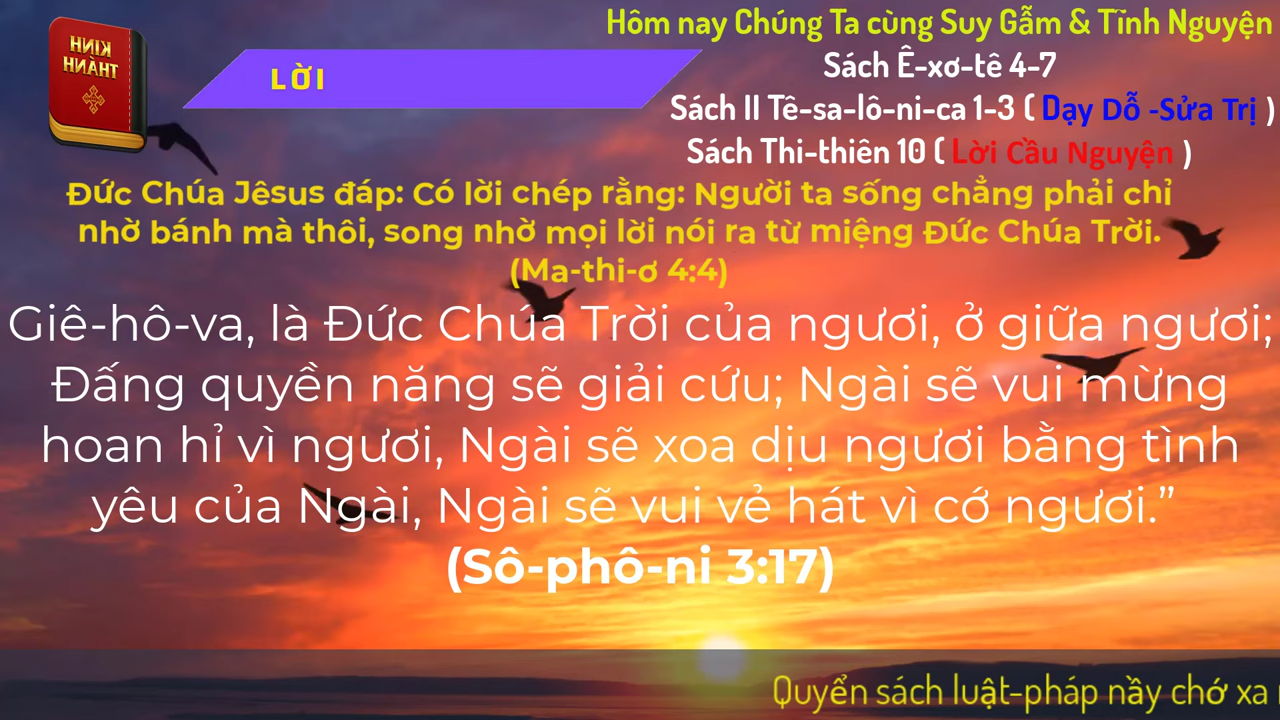 KINH
THÁNH
LỜI
Hôm nay Chúng Ta cùng Suy Gẫm & Tĩnh Nguyện
Sách Ê-xơ-tê 4-7
Sách II Tê-sa-lô-ni-ca 1-3 ( Dạy Dỗ -Sửa Trị )
Sách Thi-thiên 10 ( Lời Cầu Nguyện )
Đức Chúa Jêsus đáp: Có lời chép rằng: Người ta sống chẳng phải chỉ
nhờ bánh mà thôi, song nhờ mọi lời nói ra từ miệng Đức Chúa Trời.
(Ma-thi-ơ 4:4)
Giê-hô-va, là Đức Chúa Trời của ngươi, ở giữa ngươi;
Đấng quyền năng sẽ giải cứu; Ngài sẽ vui mừng
hoan hỉ vì ngươi, Ngài sẽ xoa dịu ngươi bằng tình
yêu của Ngài, Ngài sẽ vui vẻ hát vì cớ ngươi.”
(Sô-phô-ni 3:17)
Quyển sách luật-pháp nầy chớ xa